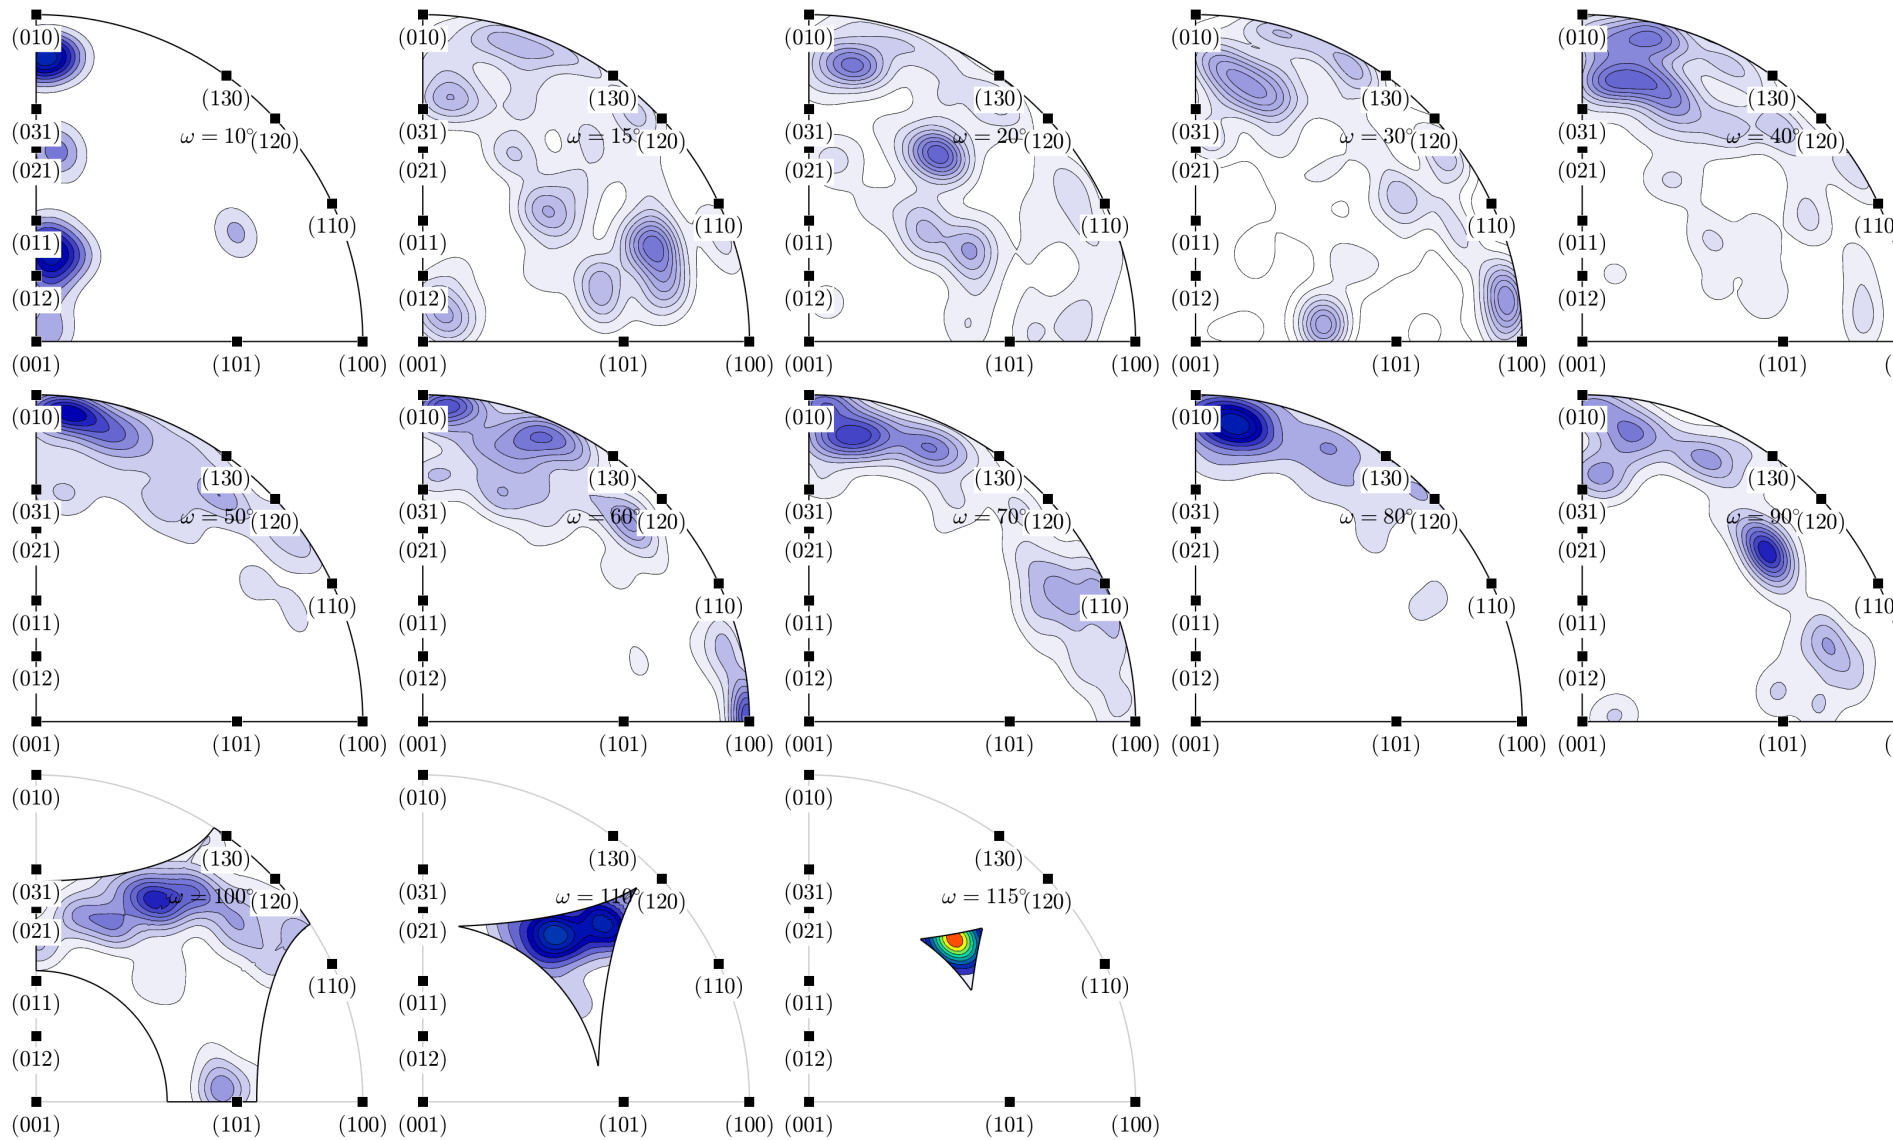 (010) (010) (010) (010) (010)
(130) (130) (130) (130) (130)
(031) ω = 10° (120) (031) ω = 15° (120) (031) ω = 20° (120) (031) ω = 30° (120) (031) ω = 40° (120)
(021) (021) (021) (021) (021)
(110) (110) (110) (110) (110
(011) (011) (011) (011) (011)
(012) (012) (012) (012) (012)
(001) (101) (100) (001) (101) (100) (001) (101) (100) (001) (101) (100) (001) (101) (
(010) (010) (010) (010) (010)
(130) (130) (130) (130) (130)
(031) ω = 50° (120) (031) ω = 60° (120) (031) ω = 70° (120) (031) ω = 80° (120) (031) ω = 90° (120)
(021) (021) (021) (021) (021)
(110) (110) (110) (110) (110
(011) (011) (011) (011) (011)
(012) (012) (012) (012) (012)
(001) (101) (100) (001) (101) (100) (001) (101) (100) (001) (101) (100) (001) (101) (
(010) (010) (010)
(130) (130) (130)
(031) ω = 100° (120) (031) ω = 110° (120) (031) ω = 115° (120)
(021) (021) (021)
(110) (110) (110)
(011) (011) (011)
(012) (012) (012)
(001) (101) (100) (001) (101) (100) (001) (101) (100)